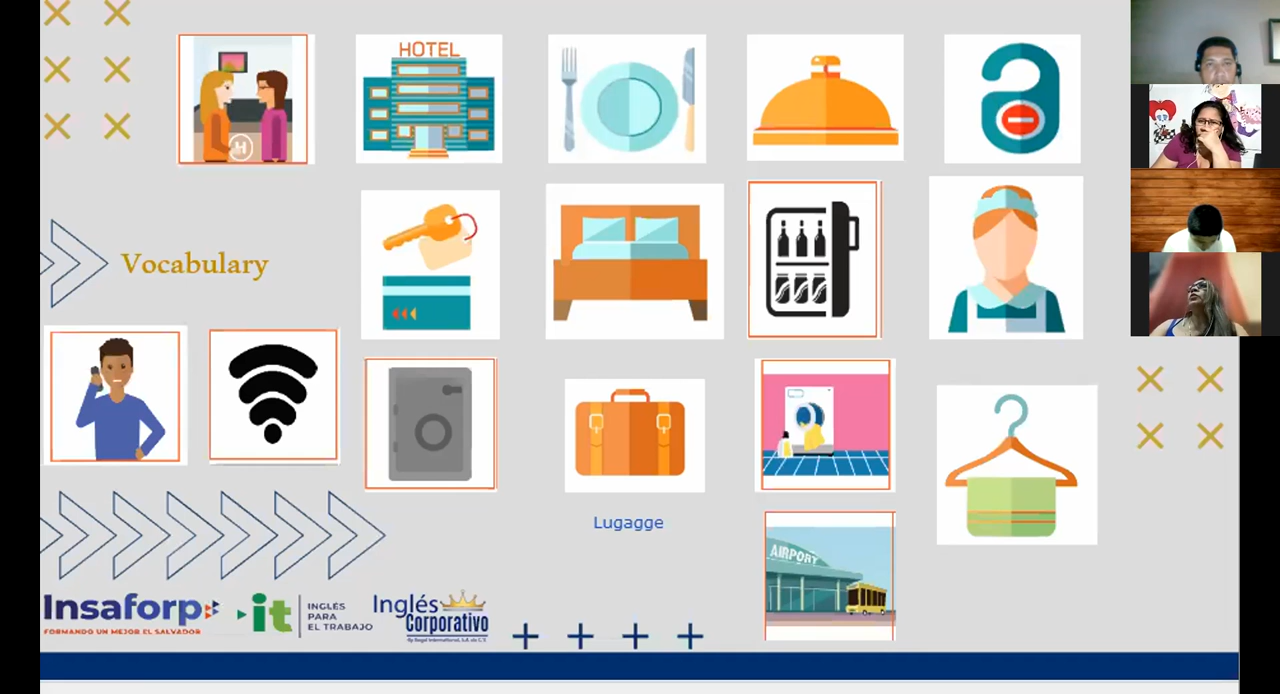 HOTEL
Vocabulary
Lugagge
AIRPORT
Insaforp
FORMANDO UN MEJOR EL SALVADOR
it
INGLÉS
PARA
EL TRABAJO
Inglés
Corporativo